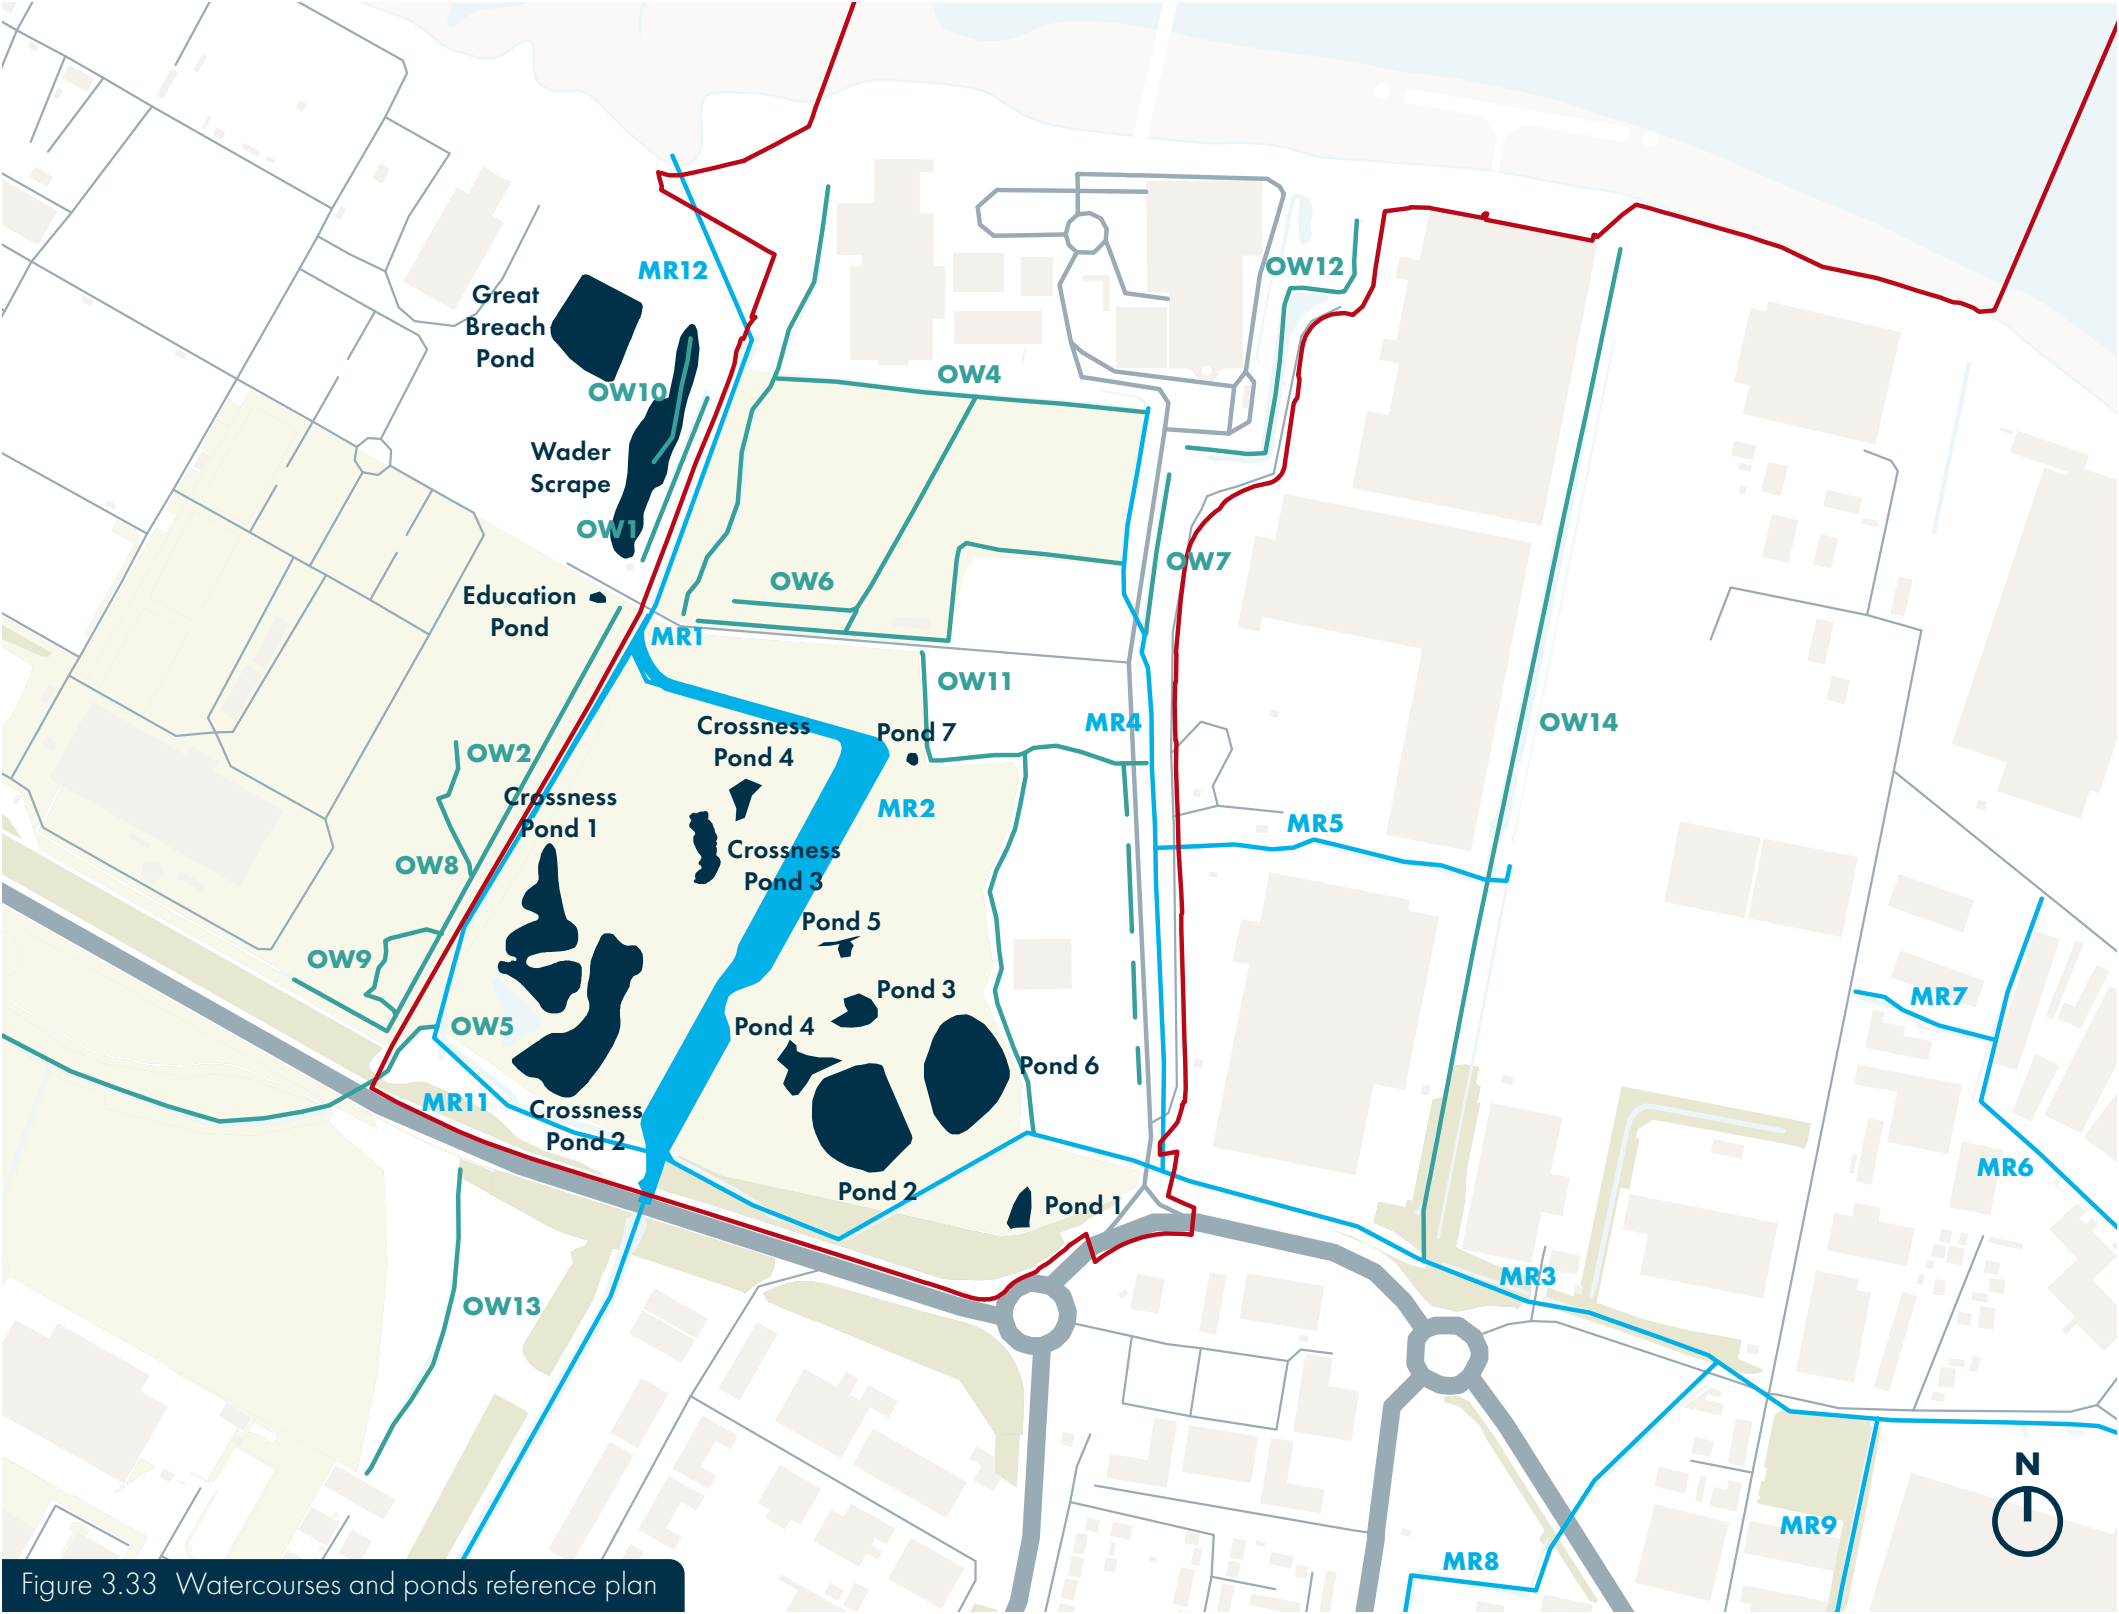 MR12
Great
Breach
Pond
OW10
OW12
OW4
Wader
Scrape
OW1
OW7
OW6
Education
Pond
MR1
OW11
OW2
Crossness
Pond 4
Pond 7
MR4
OW14
Crossness
Pond 1
MR2
MR5
OW8
Crossness
Pond 3
Pond 5
OW9
Pond 3
MR7
OW5
Pond 4
Pond 6
MR11
Crossness
Pond 2
MR6
Pond 2
Pond 1
MR3
OW13
N
MR9
MR8
Figure 3.33 Watercourses and ponds reference plan